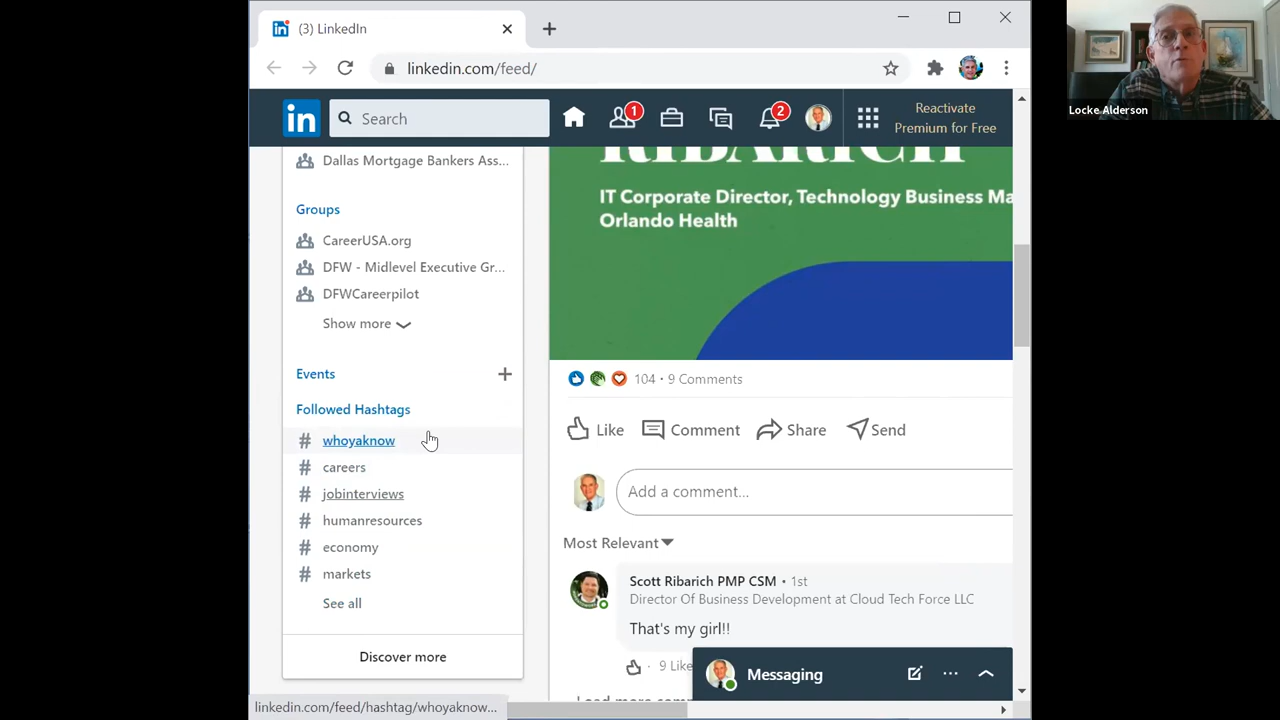 (3) LinkedIn
linkedin.com/feed/
Locke Alderson
in
Search
1
2
Reactivate
Premium for Free
Dallas Mortgage Bankers Ass...
Groups
CareerUSA.org
DFW - Midlevel Executive Gr...
DFWCareerpilot
Show more
Events
Followed Hashtags
# whoyaknow
# careers
# jobinterviews
# humanresources
# economy
# markets
See all
Discover more
linkedin.com/feed/hashtag/whoyaknow...
RIBARICH
IT Corporate Director, Technology Business Ma
Orlando Health
104 • 9 Comments
Like Comment Share Send
Add a comment...
Most Relevant
Scott Ribarich PMP CSM • 1st
Director Of Business Development at Cloud Tech Force LLC
That's my girl!!
9 Like
Messaging